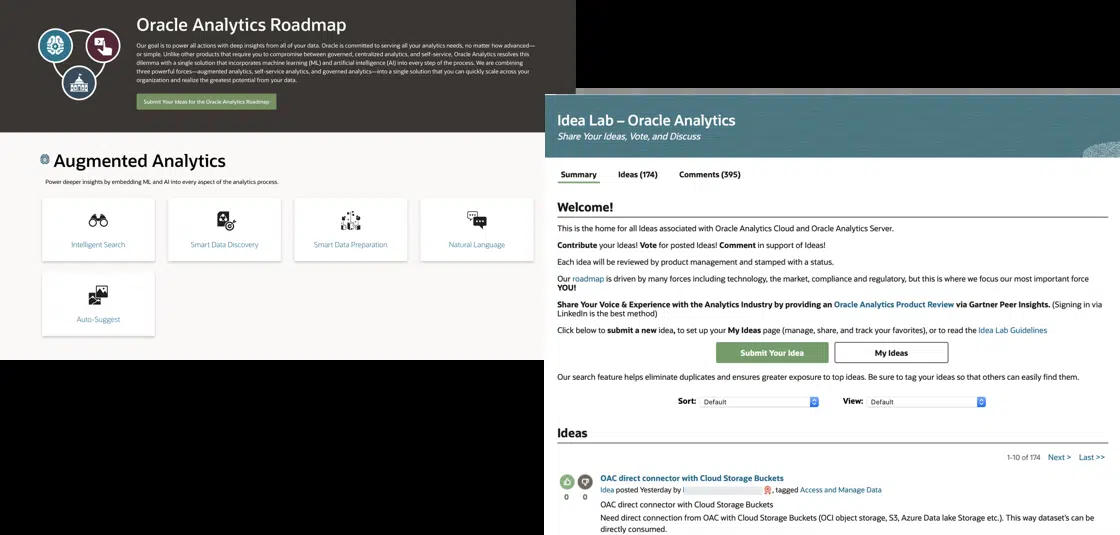 Oracle Analytics Roadmap
Our goal is to power all actions with deep insights from all of your data. Oracle is committed to serving all your analytics needs, no matter how advanced—
or simple. Unlike other products that require you to compromise between governed, centralized analytics, and self-service, Oracle Analytics resolves this
dilemma with a single solution that incorporates machine learning (ML) and artificial intelligence (AI) into every step of the process. We are combining
three powerful forces—augmented analytics, self-service analytics, and governed analytics—into a single solution that you can quickly scale across your
organization and realize the greatest potential from your data.
Submit Your Ideas for the Oracle Analytics Roadmap
Augmented Analytics
Power deeper insights by embedding ML and AI into every aspect of the analytics process.
Intelligent Search
Smart Data Discovery
Smart Data Preparation
Natural Language
Auto-Suggest
Idea Lab – Oracle Analytics
Share Your Ideas, Vote, and Discuss
Summary
Ideas (174)
Comments (395)
Welcome!
This is the home for all Ideas associated with Oracle Analytics Cloud and Oracle Analytics Server.
Contribute your Ideas! Vote for posted Ideas! Comment in support of Ideas!
Each idea will be reviewed by product management and stamped with a status.
Our roadmap is driven by many forces including technology, the market, compliance and regulatory, but this is where we focus our most important force
YOU!
Share Your Voice & Experience with the Analytics Industry by providing an Oracle Analytics Product Review via Gartner Peer Insights. (Signing in via
LinkedIn is the best method)
Click below to submit a new idea, to set up your My Ideas page (manage, share, and track your favorites), or to read the Idea Lab Guidelines
Submit Your Idea
My Ideas
Our search feature helps eliminate duplicates and ensures greater exposure to top ideas. Be sure to tag your ideas so that others can easily find them.
Sort: Default
View: Default
Ideas
1-10 of 174 Next > Last >>
OAC direct connector with Cloud Storage Buckets
Idea posted Yesterday by , tagged Access and Manage Data
0 0
OAC direct connector with Cloud Storage Buckets
Need direct connection from OAC with Cloud Storage Buckets (OCI object storage, S3, Azure Data lake Storage etc.). This way dataset's can be
directly consumed.